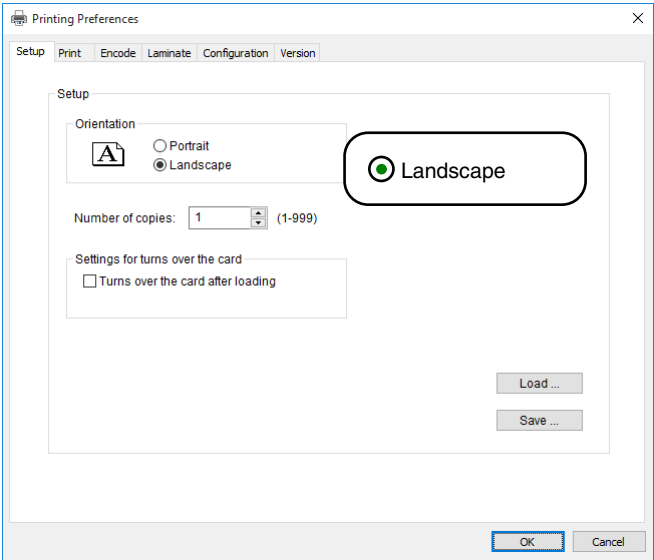 Printing Preferences
Setup Print Encode Laminate Configuration Version
Setup
Orientation
A
Portrait
Landscape
Landscape
Number of copies: 1 (1-999)
Settings for turns over the card
Turns over the card after loading
Load ...
Save ...
OK Cancel